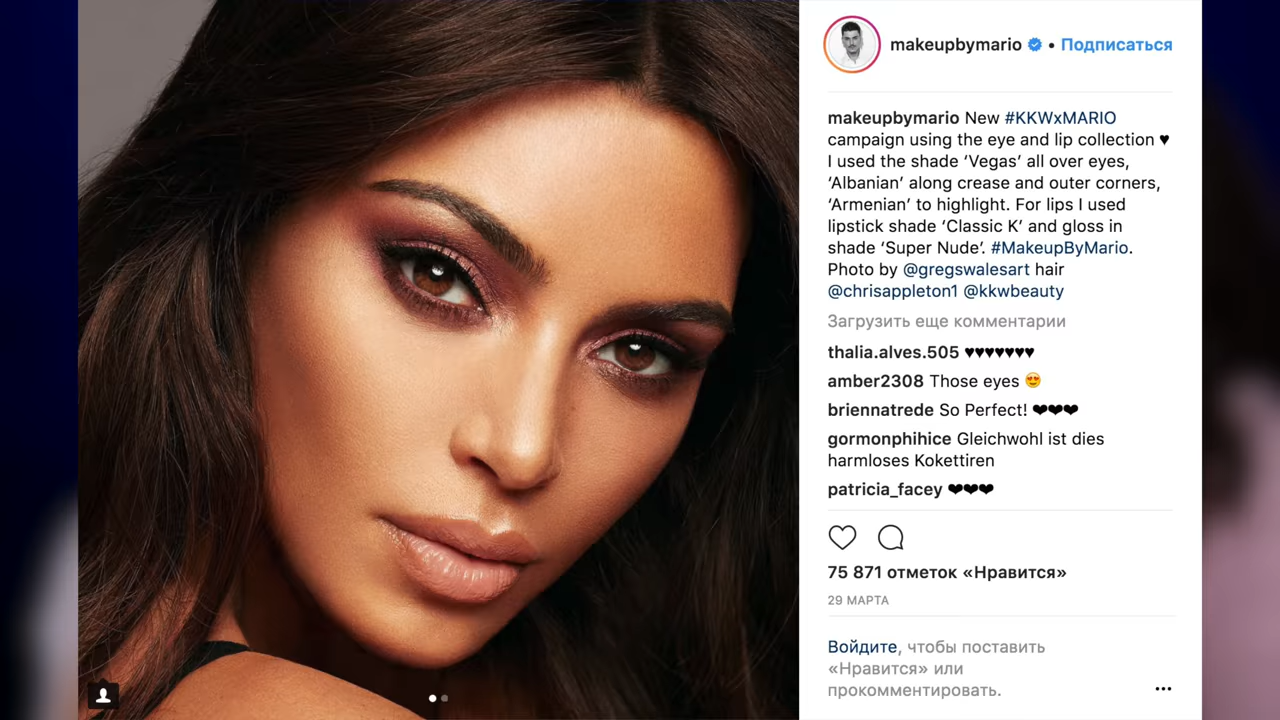 makeupbymario • Подписаться
makeupbymario New #KKWxMARIO
campaign using the eye and lip collection ♥
I used the shade ‘Vegas’ all over eyes,
‘Albanian’ along crease and outer corners,
‘Armenian’ to highlight. For lips I used
lipstick shade ‘Classic K’ and gloss in
shade ‘Super Nude’. #MakeupByMario.
Photo by @gregswalesart hair
@chrisappleton1 @kkwbeauty
Загрузить еще комментарии
thalia.alves.505 ♥♥♥♥♥♥♥
amber2308 Those eyes 😍
briennatrede So Perfect! ❤❤❤
gormonphihice Gleichwohl ist dies
harmloses Kokettiren
patricia_facey ❤❤❤
75 871 отметок «Нравится»
29 МАРТА
Войдите, чтобы поставить
«Нравится» или
прокомментировать.